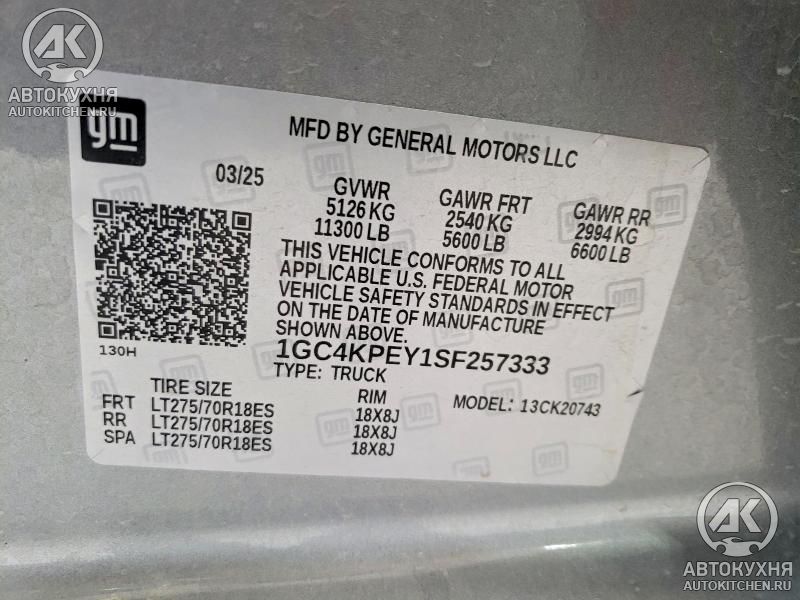 АК
АВТОКУХНЯ
AUTOKITCHEN.RU
gm
MFD BY GENERAL MOTORS LLC
03/25
GVWR GAWR FRT GAWR RR
5126 KG 2540 KG 2994 KG
11300 LB 5600 LB 6600 LB
THIS VEHICLE CONFORMS TO ALL
APPLICABLE U.S. FEDERAL MOTOR
VEHICLE SAFETY STANDARDS IN EFFECT
ON THE DATE OF MANUFACTURE
SHOWN ABOVE.
130H
1GC4KPEY1SF257333
TYPE: TRUCK
TIRE SIZE RIM MODEL: 13CK20743
FRT LT275/70R18ES 18X8J
RR LT275/70R18ES 18X8J
SPA LT275/70R18ES 18X8J
АК
АВТОКУХНЯ
AUTOKITCHEN.RU